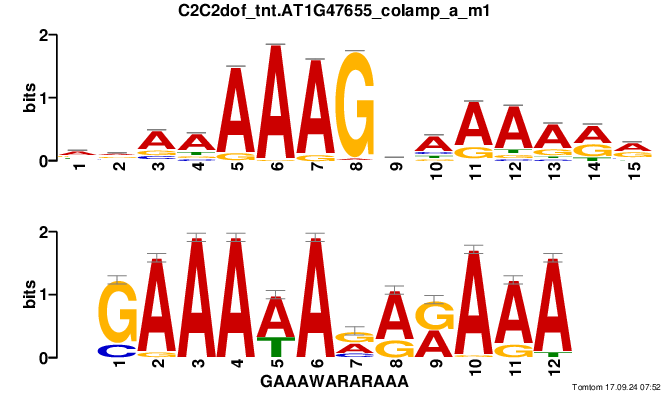 C2C2dof_tnt.AT1G47655_colamp_a_m1
bits
2
1
0
1 2 3 4 5 6 7 8 9 10 11 12 13 14 15
bits
2
1
0
1 2 3 4 5 6 7 8 9 10 11 12
GAAAWARARAAA
Tomtom 17.09.24 07:52